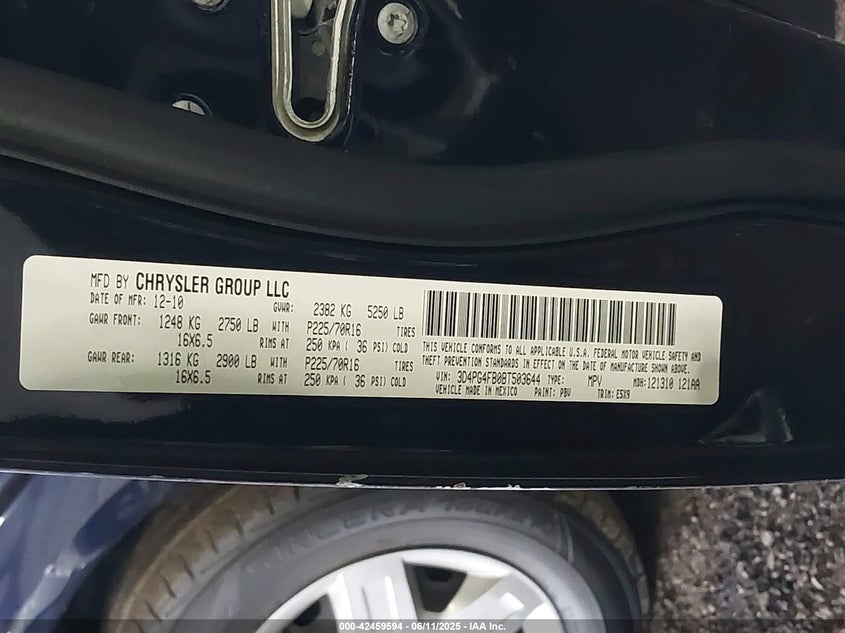 MFD BY CHRYSLER GROUP LLC
DATE OF MFR: 12-10 GVWR: 2382 KG 5250 LB
GAWR FRONT: 1248 KG 2750 LB WITH P225/70R16 TIRES
16X6.5 RIMS AT 250 KPA ( 36 PSI) COLD
GAWR REAR: 1316 KG 2900 LB WITH P225/70R16 TIRES
16X6.5 RIMS AT 250 KPA ( 36 PSI) COLD
THIS VEHICLE CONFORMS TO ALL APPLICABLE U.S.A. FEDERAL MOTOR VEHICLE SAFETY AND
THEFT PREVENTION STANDARDS IN EFFECT ON THE DATE OF MANUFACTURE SHOWN ABOVE.
VIN: 3D4PG4FB0BT503644 TYPE: MPV MDH:121310 121AA
VEHICLE MADE IN MEXICO PAINT: PBV TRIM: E5X9
000-42459594 - 06/11/2025 - IAA Inc.